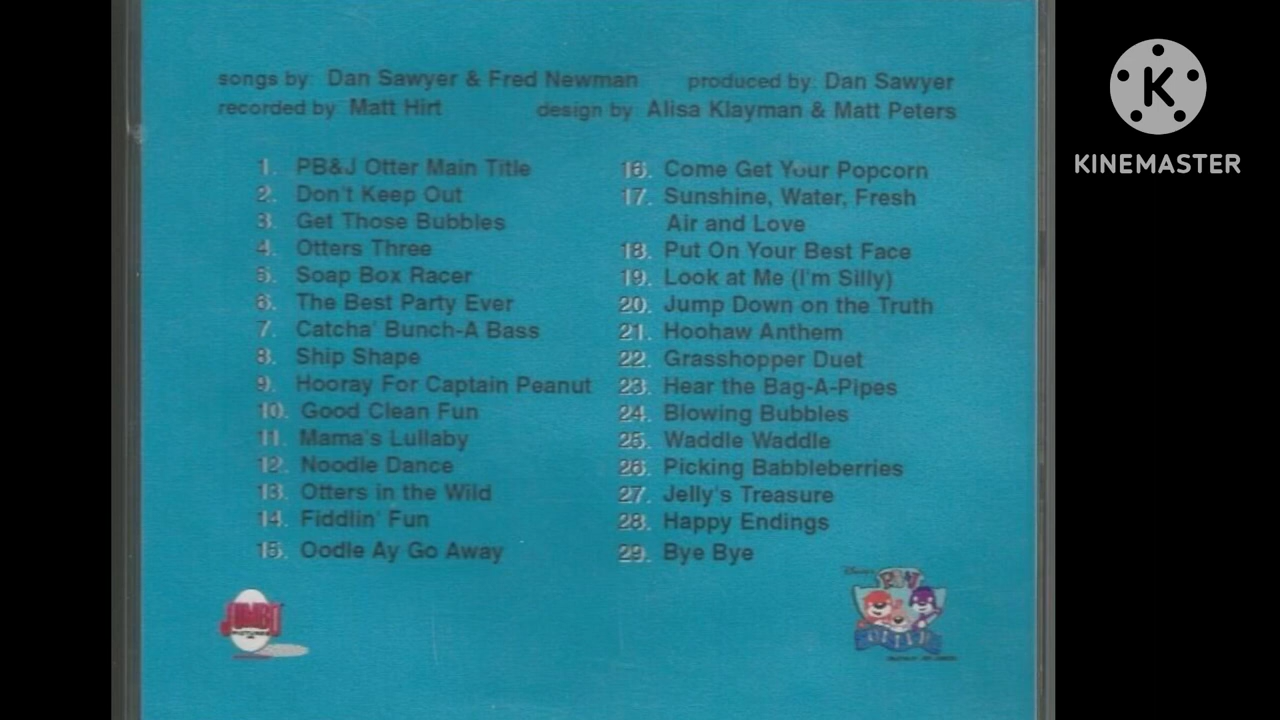 songs by: Dan Sawyer & Fred Newman
produced by: Dan Sawyer
recorded by: Matt Hirt
design by: Alisa Klayman & Matt Peters
1. PB&J Otter Main Title
2. Don't Keep Out
3. Get Those Bubbles
4. Otters Three
5. Soap Box Racer
6. The Best Party Ever
7. Catcha' Bunch-A Bass
8. Ship Shape
9. Hooray For Captain Peanut
10. Good Clean Fun
11. Mama's Lullaby
12. Noodle Dance
13. Otters in the Wild
14. Fiddlin' Fun
15. Oodle Ay Go Away
16. Come Get Your Popcorn
17. Sunshine, Water, Fresh
Air and Love
18. Put On Your Best Face
19. Look at Me (I'm Silly)
20. Jump Down on the Truth
21. Hoohaw Anthem
22. Grasshopper Duet
23. Hear the Bag-A-Pipes
24. Blowing Bubbles
25. Waddle Waddle
26. Picking Babbleberries
27. Jelly's Treasure
28. Happy Endings
29. Bye Bye
JUMBO
PICTURES
Disney's
PB&J
OTTER
K
KINEMASTER